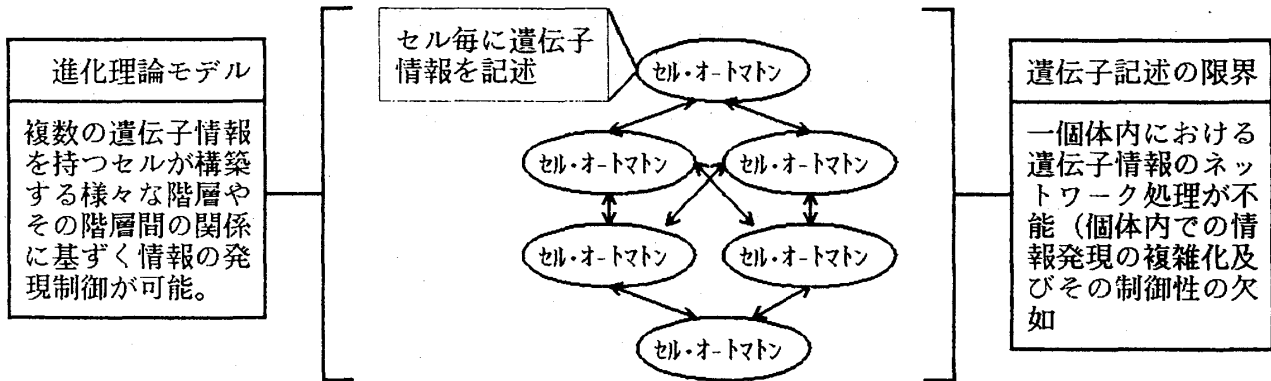 進化理論モデル
複数の遺伝子情報
を持つセルが構築
する様々な階層や
その階層間の関係
に基ずく情報の発
現制御が可能。
セル毎に遺伝子
情報を記述
セル・オートマトン
セル・オートマトン
セル・オートマトン
セル・オートマトン
セル・オートマトン
セル・オートマトン
遺伝子記述の限界
一個体内における
遺伝子情報のネッ
トワーク処理が不
能（個体内での情
報発現の複雑化及
びその制御性の欠
如